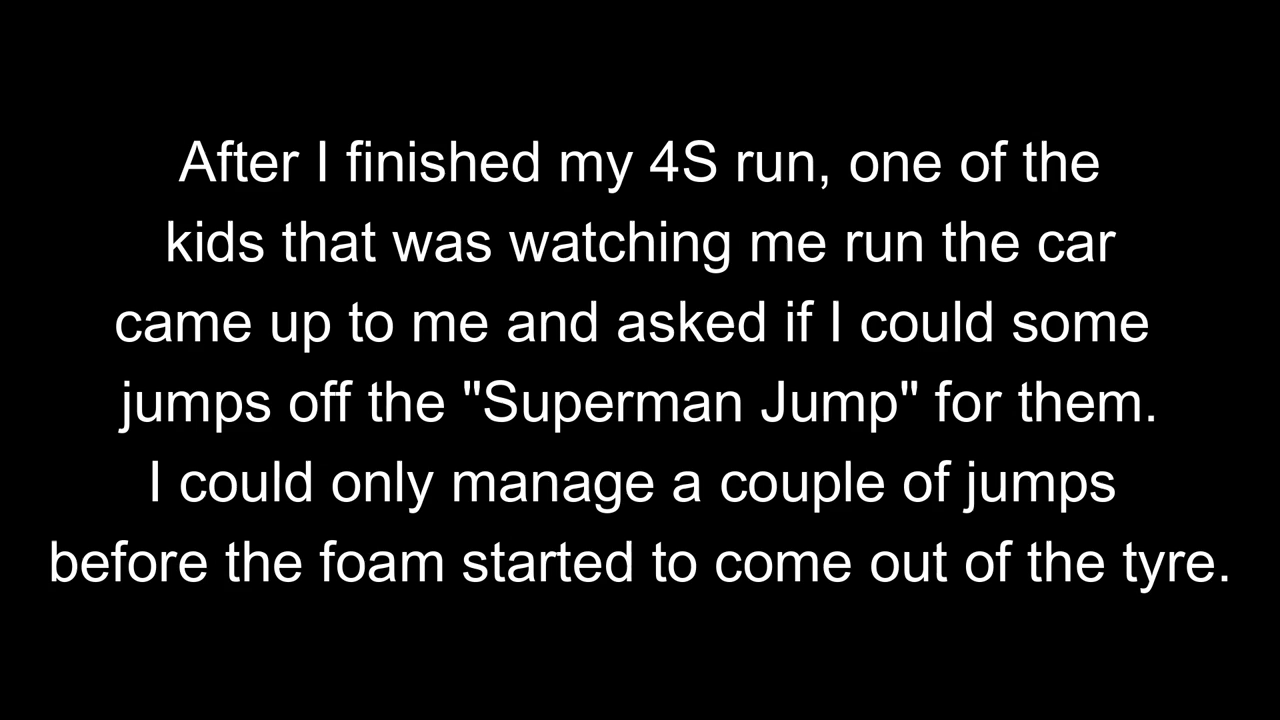 After I finished my 4S run, one of the
kids that was watching me run the car
came up to me and asked if I could some
jumps off the "Superman Jump" for them.
I could only manage a couple of jumps
before the foam started to come out of the tyre.